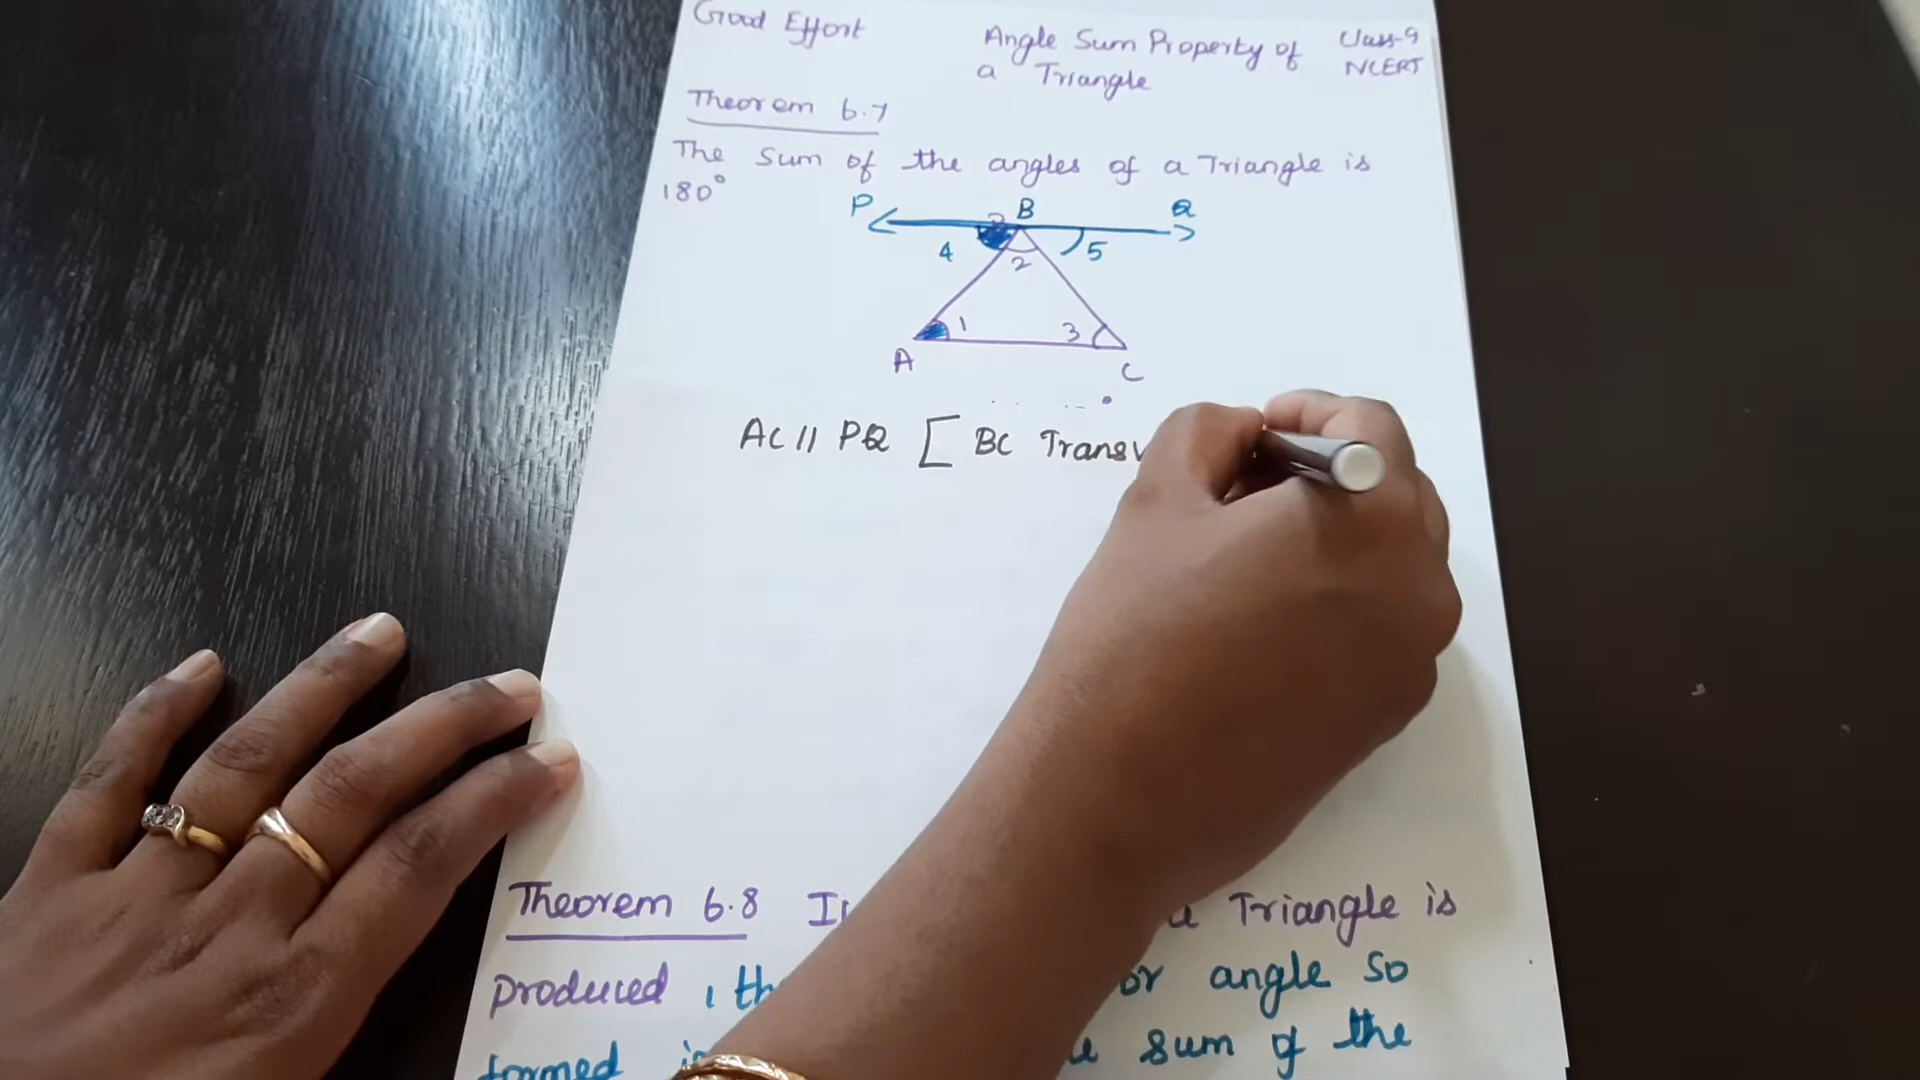 Good Effort
Angle Sum Property of
a Triangle
Class-9
NCERT
Theorem 6.7
The Sum of the angles of a Triangle is
180°
P B Q
4 2 5
1 3
A C
AC // PQ [ BC Transv
Theorem 6.8 a Triangle is
produced, or angle so
formed sum of the